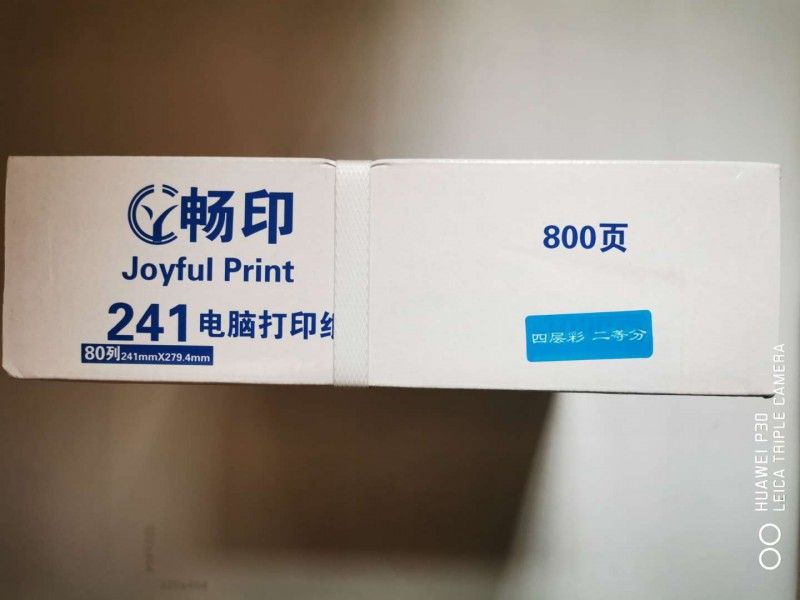 畅印
Joyful Print
241电脑打印纸
80列241mmX279.4mm
800页
四层彩 二等分
HUAWEI P30
LEICA TRIPLE CAMERA